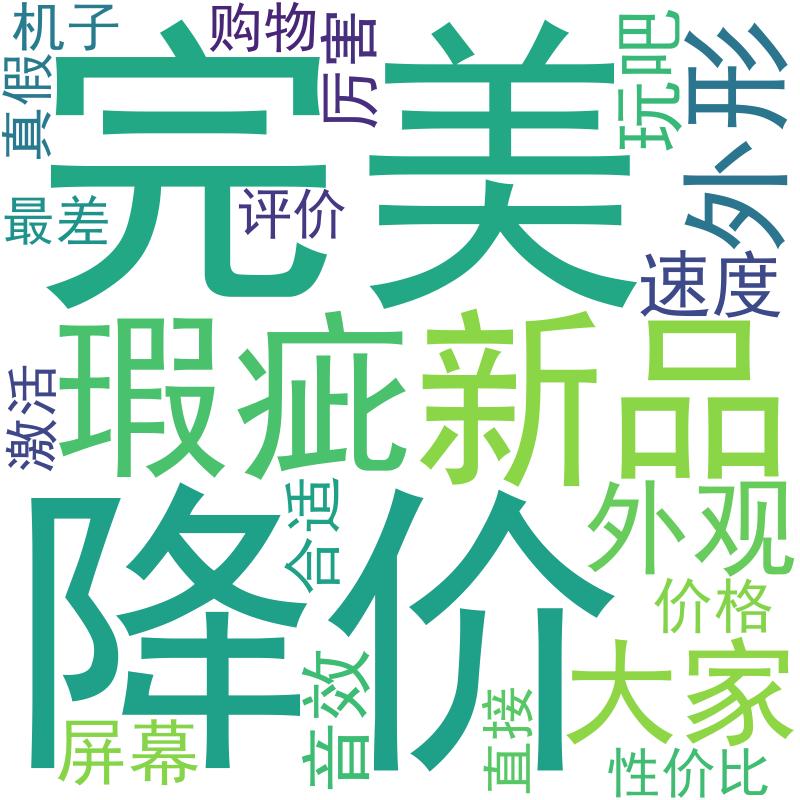 机子
购物
厉害
玩吧
外形
真假
完美
最差
评价
速度
瑕疵
新品
激活
降价
合适
外观
价格
音效
大家
直接
屏幕
性价比